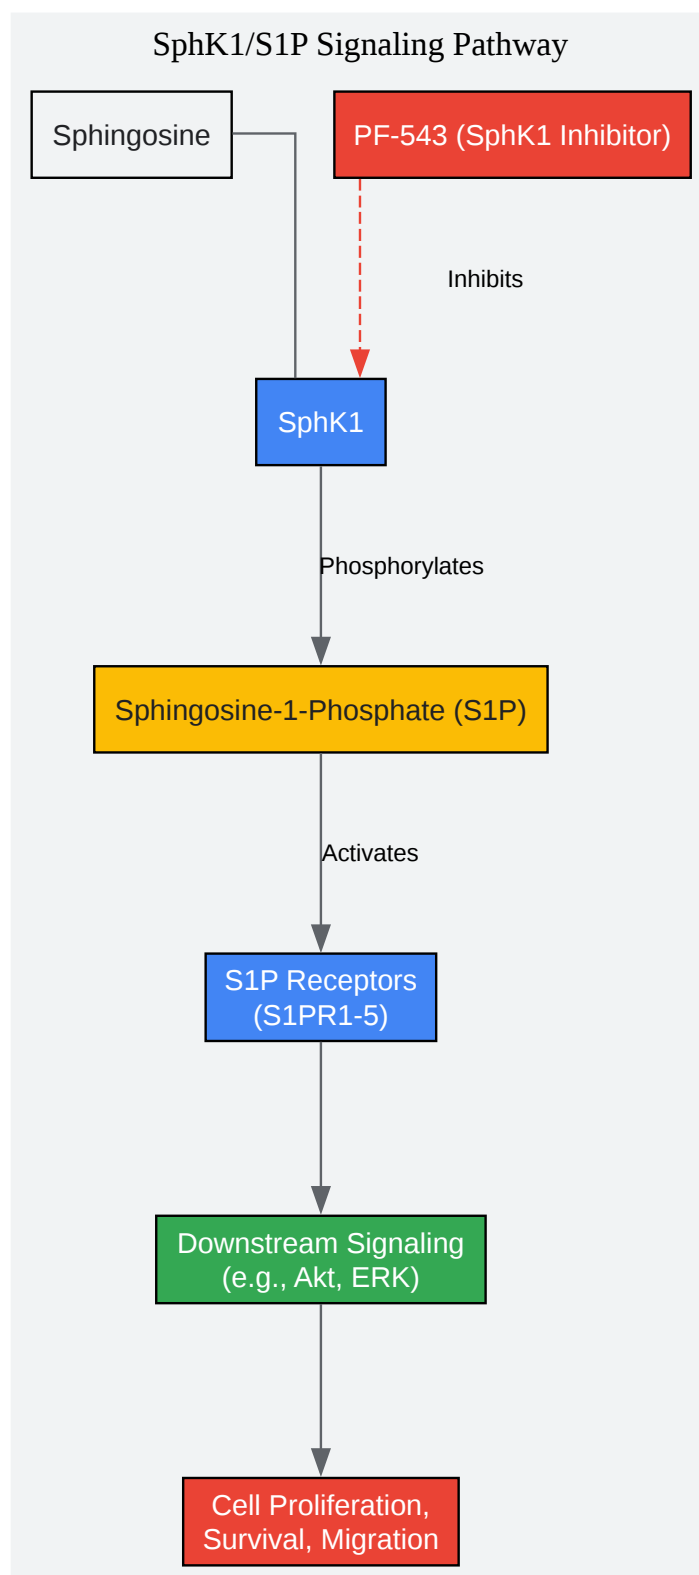 SphK1/S1P Signaling Pathway
Sphingosine
PF-543 (SphK1 Inhibitor)
Inhibits
SphK1
Phosphorylates
Sphingosine-1-Phosphate (S1P)
Activates
S1P Receptors
(S1PR1-5)
Downstream Signaling
(e.g., Akt, ERK)
Cell Proliferation,
Survival, Migration